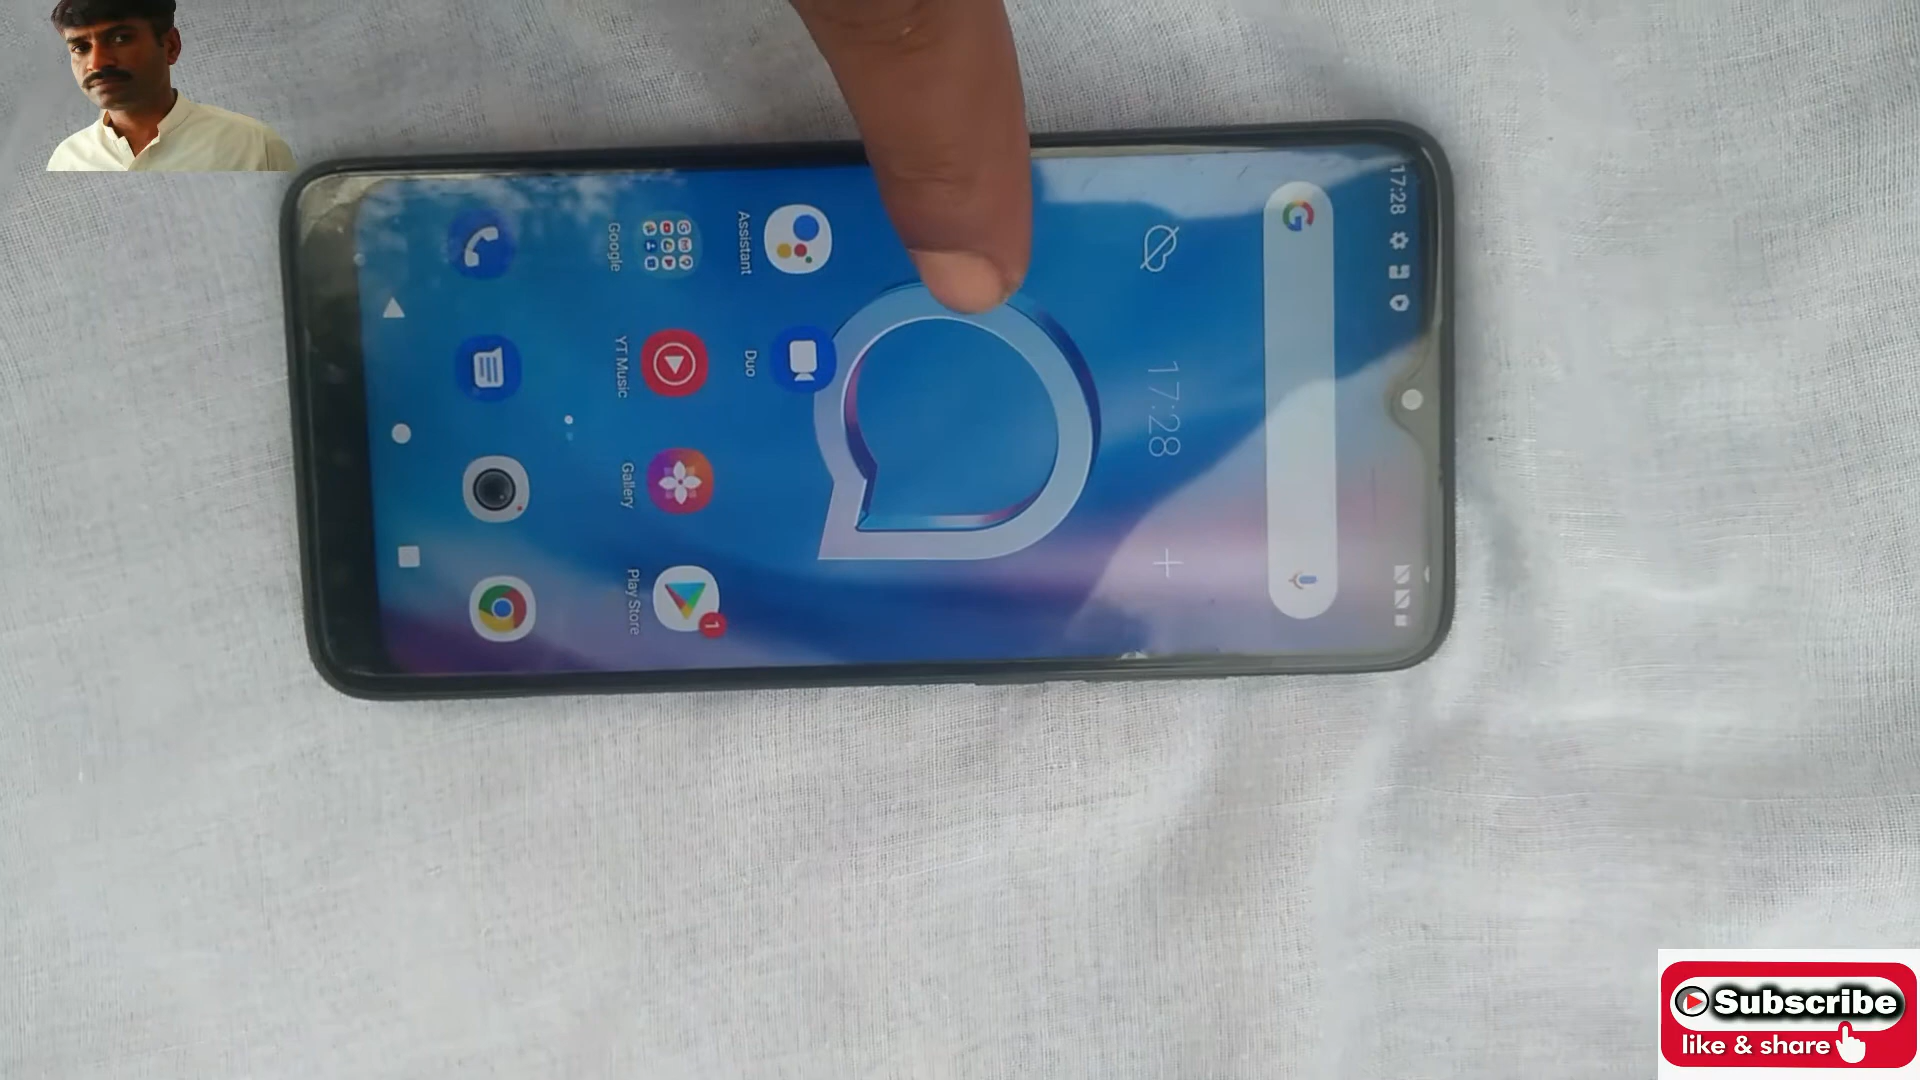 17:28
17:28
Assistant
Duo
Google
YT Music
Gallery
Play Store
1
Subscribe
like & share